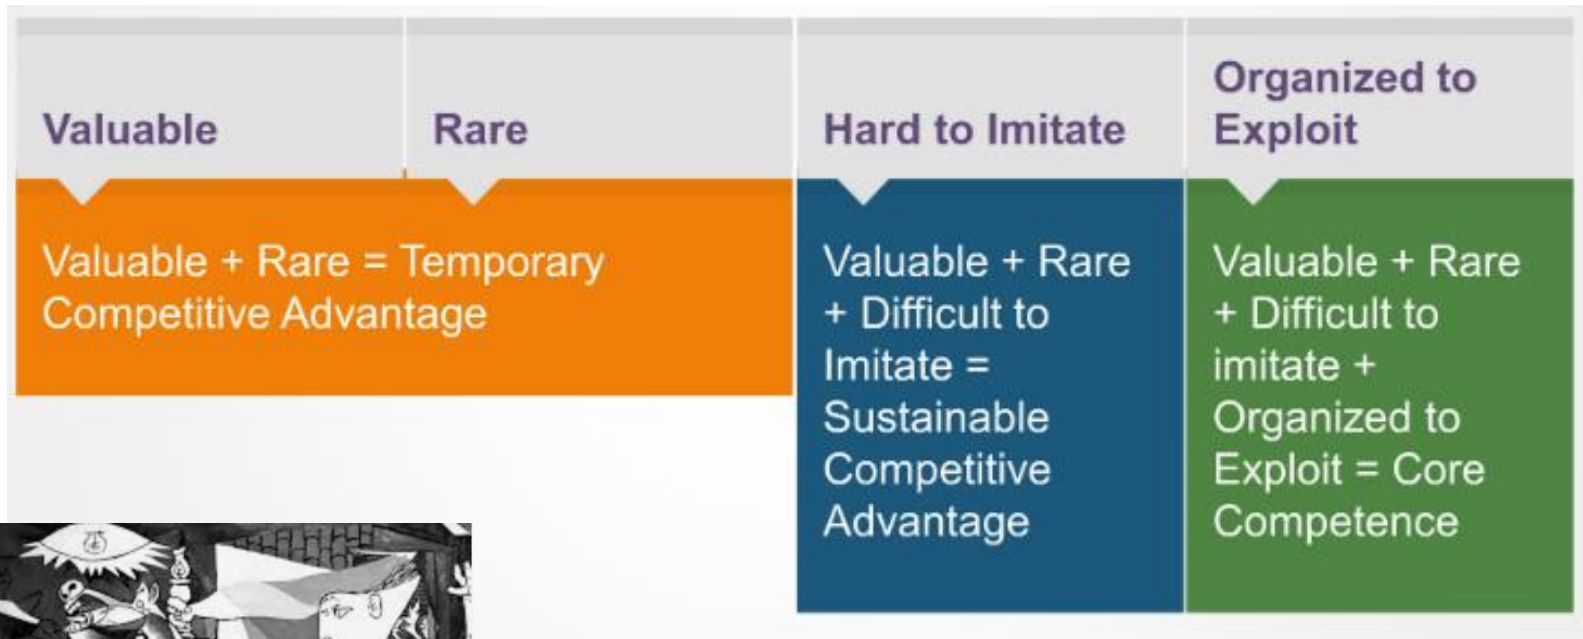 Valuable
Rare
Hard to Imitate
Organized to
Exploit
Valuable + Rare = Temporary
Competitive Advantage
Valuable + Rare
+ Difficult to
Imitate =
Sustainable
Competitive
Advantage
Valuable + Rare
+ Difficult to
imitate +
Organized to
Exploit = Core
Competence